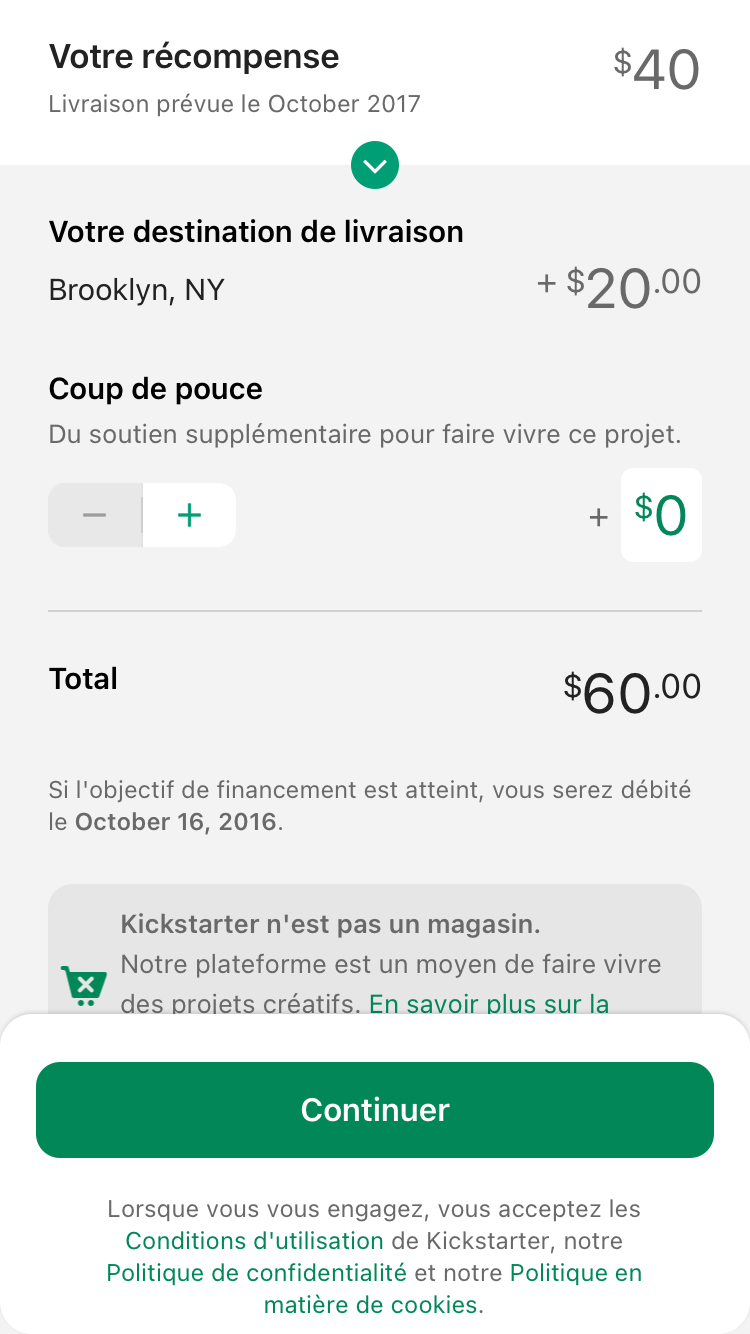 Votre récompense
$40
Livraison prévue le October 2017
Votre destination de livraison
Brooklyn, NY
+ $20.00
Coup de pouce
Du soutien supplémentaire pour faire vivre ce projet.
− +
+ $0
Total
$60.00
Si l'objectif de financement est atteint, vous serez débité
le October 16, 2016.
Kickstarter n'est pas un magasin.
Notre plateforme est un moyen de faire vivre
des projets créatifs. En savoir plus sur la
Continuer
Lorsque vous vous engagez, vous acceptez les
Conditions d'utilisation de Kickstarter, notre
Politique de confidentialité et notre Politique en
matière de cookies.